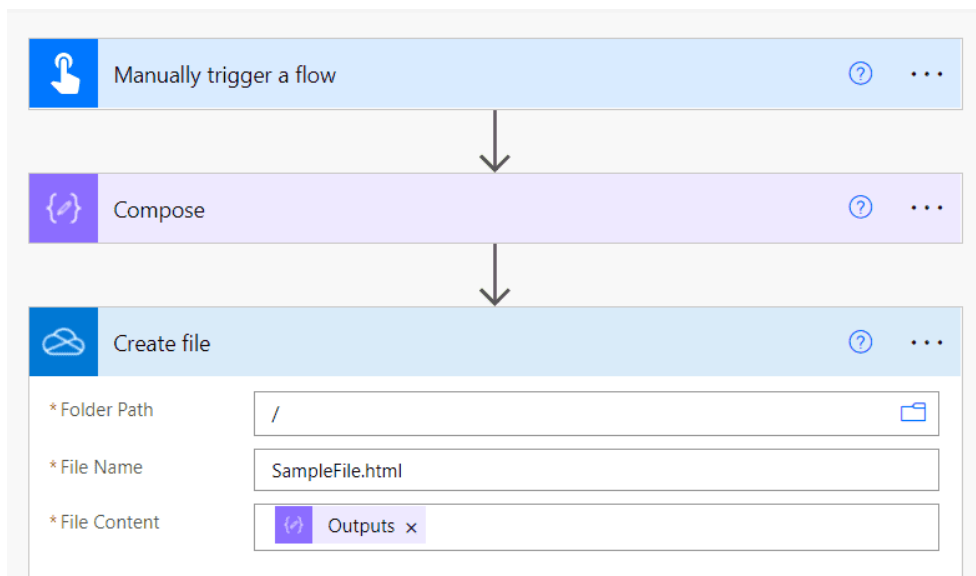 Manually trigger a flow
Compose
Create file
* Folder Path
/
* File Name
SampleFile.html
* File Content
Outputs ×